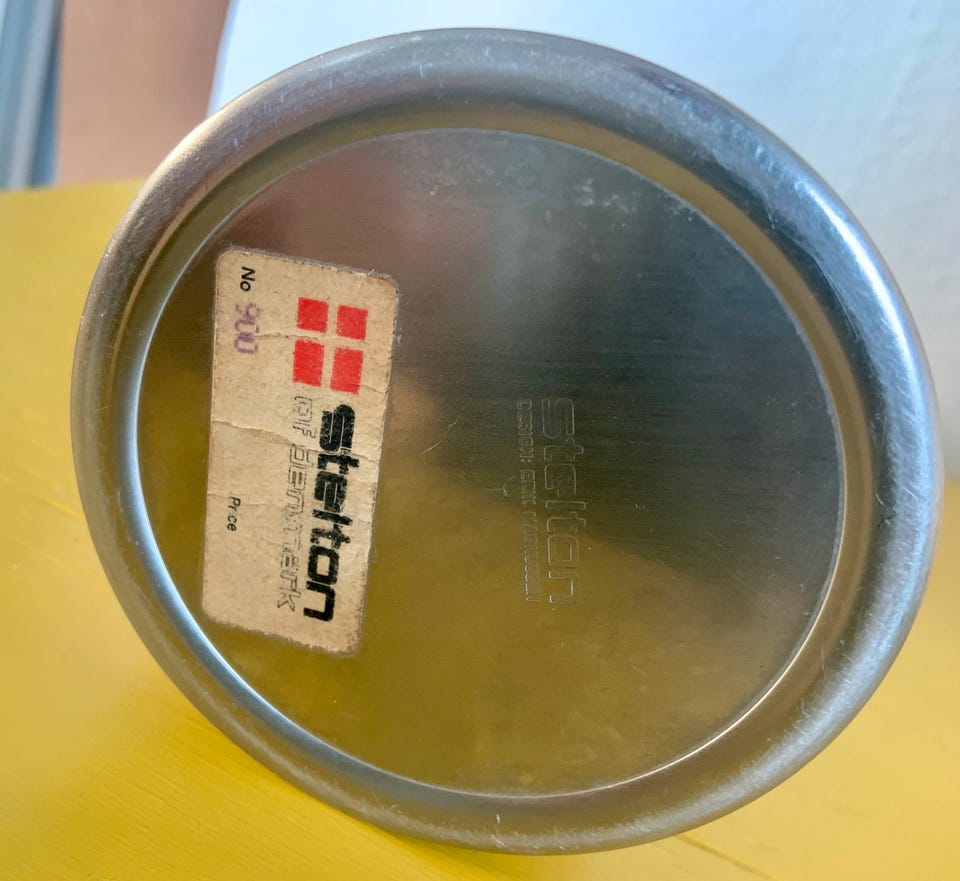 stelton
of denmark
No 900
Price
stelton
DESIGN: ERIK MAGNUSSEN